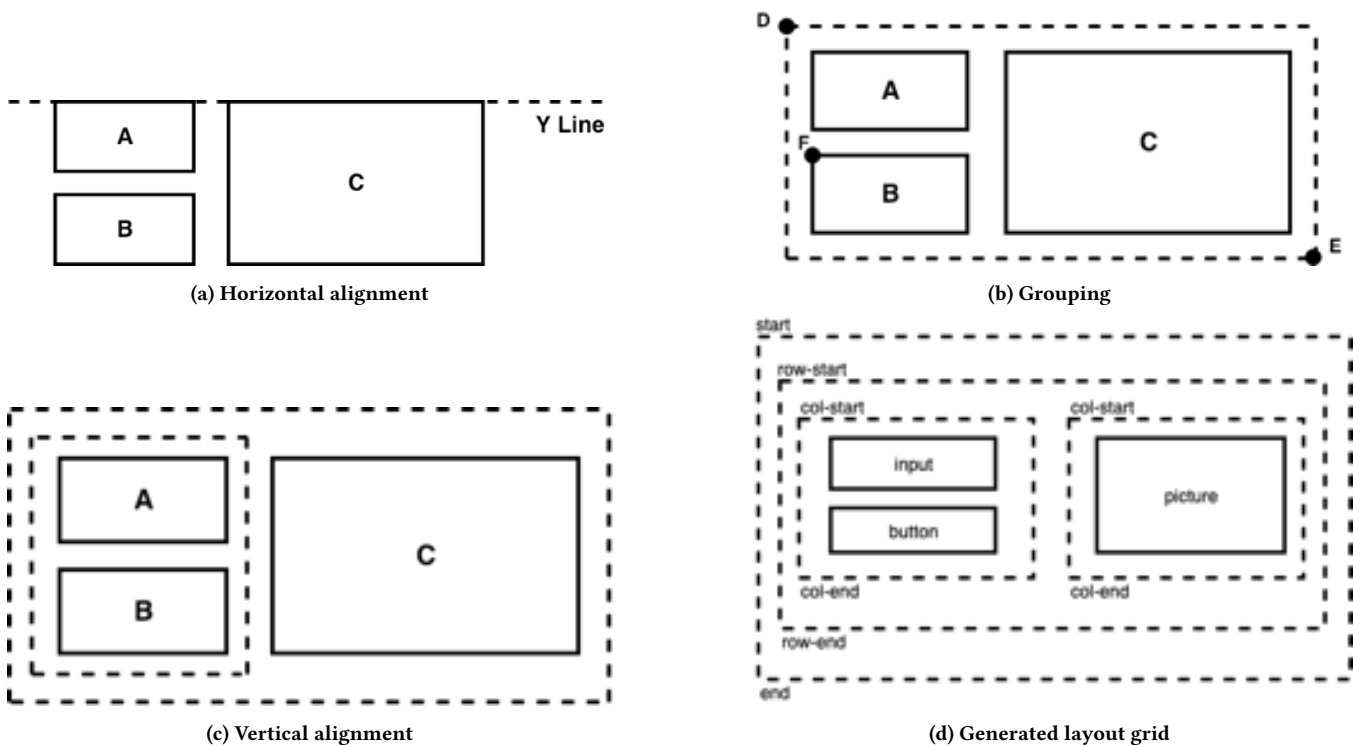 A
Y Line
C
B
(a) Horizontal alignment
D
A
F
C
B
E
(b) Grouping
A
C
B
(c) Vertical alignment
start
row-start
col-start col-start
input
picture
button
col-end col-end
row-end
end
(d) Generated layout grid